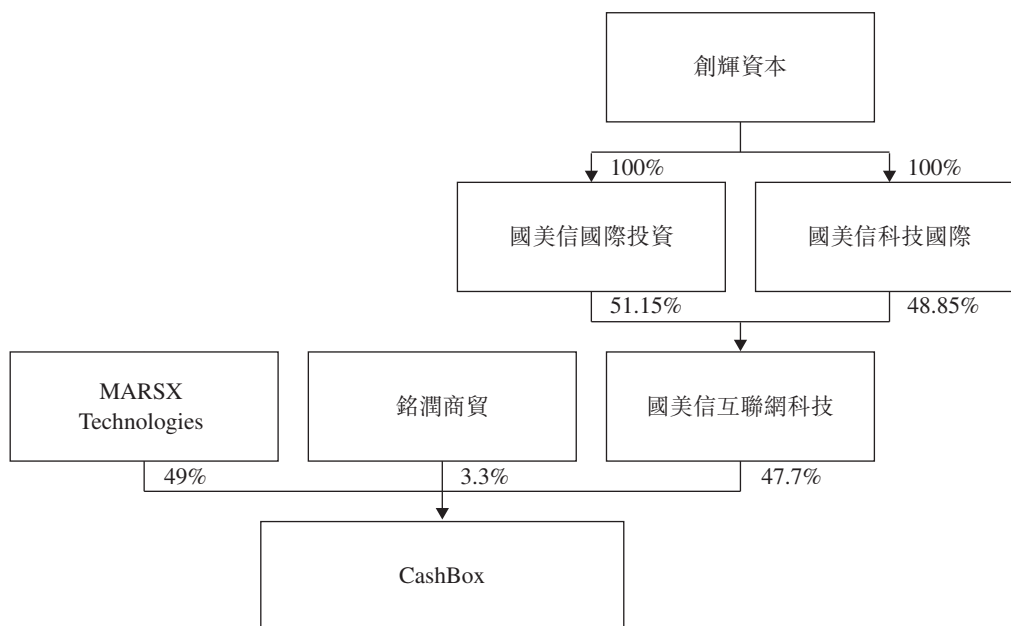 創輝資本
100%
100%
國美信國際投資
國美信科技國際
51.15%
48.85%
MARSX
Technologies
銘潤商貿
國美信互聯網科技
49%
3.3%
47.7%
CashBox